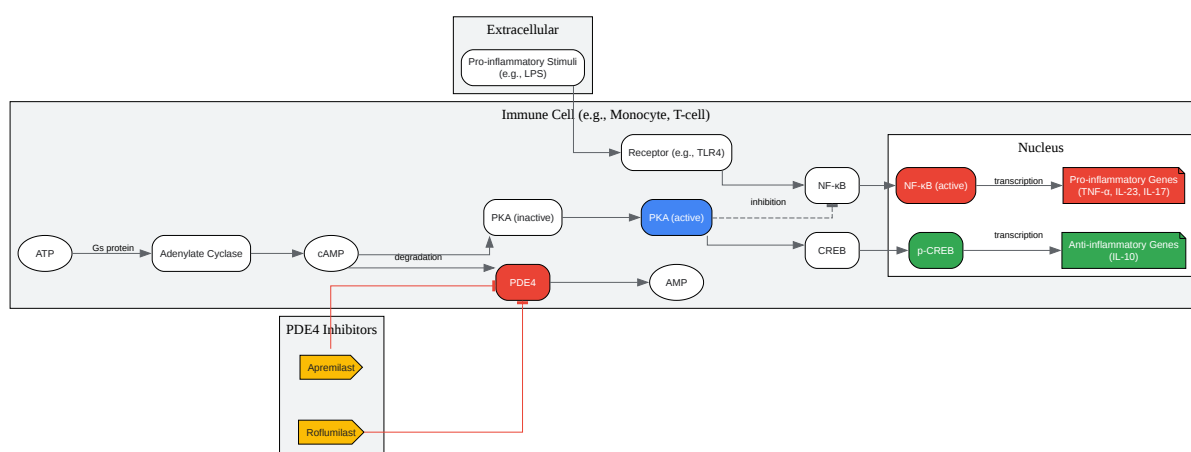 Extracellular
Pro-inflammatory Stimuli
(e.g., LPS)
Immune Cell (e.g., Monocyte, T-cell)
Receptor (e.g., TLR4)
Nucleus
NF-κB
NF-κB (active)
transcription
Pro-inflammatory Genes
(TNF-α, IL-23, IL-17)
inhibition
PKA (inactive)
PKA (active)
ATP
Gs protein
Adenylate Cyclase
cAMP
degradation
CREB
p-CREB
transcription
Anti-inflammatory Genes
(IL-10)
PDE4
AMP
PDE4 Inhibitors
Apremilast
Roflumilast